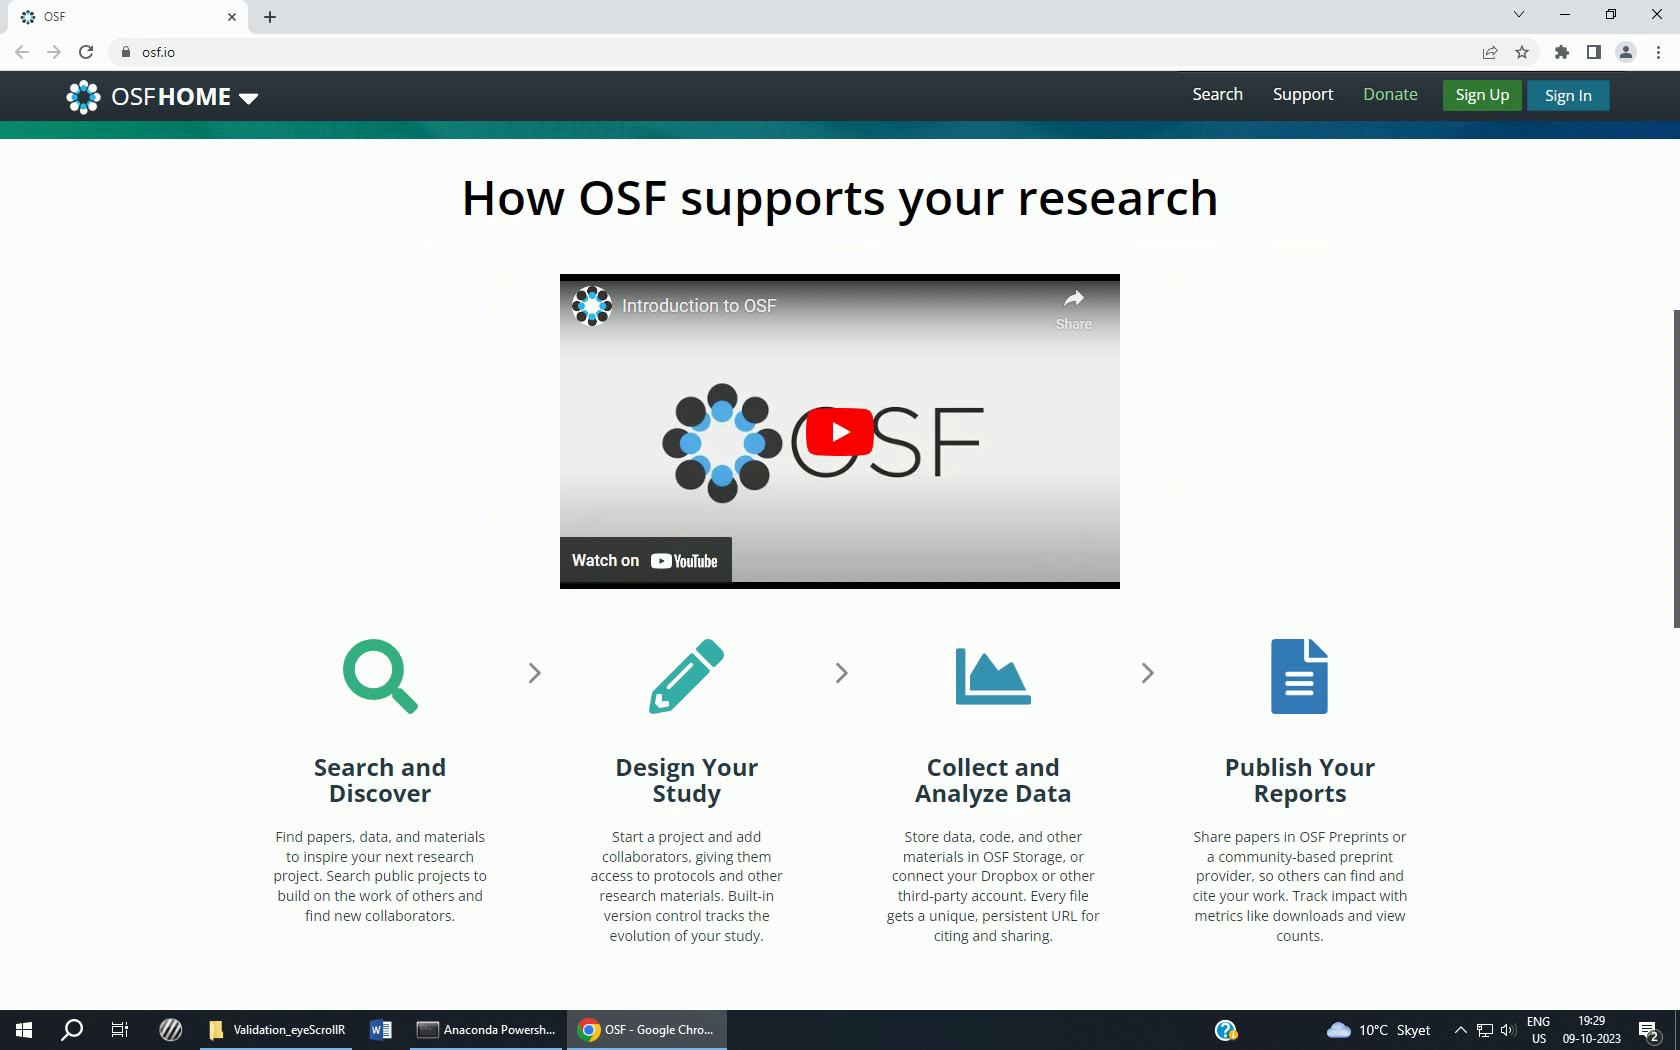 OSF
osf.io
OSFHOME
Search
Support
Donate
Sign Up
Sign In
How OSF supports your research
Introduction to OSF
Share
OSF
Watch on YouTube
Search and
Discover
Find papers, data, and materials
to inspire your next research
project. Search public projects to
build on the work of others and
find new collaborators.
Design Your
Study
Start a project and add
collaborators, giving them
access to protocols and other
research materials. Built-in
version control tracks the
evolution of your study.
Collect and
Analyze Data
Store data, code, and other
materials in OSF Storage, or
connect your Dropbox or other
third-party account. Every file
gets a unique, persistent URL for
citing and sharing.
Publish Your
Reports
Share papers in OSF Preprints or
a community-based preprint
provider, so others can find and
cite your work. Track impact with
metrics like downloads and view
counts.
Validation_eyeScrollR
Anaconda Powersh...
OSF - Google Chro...
10°C Skyet
ENG
US
19:29
09-10-2023
2